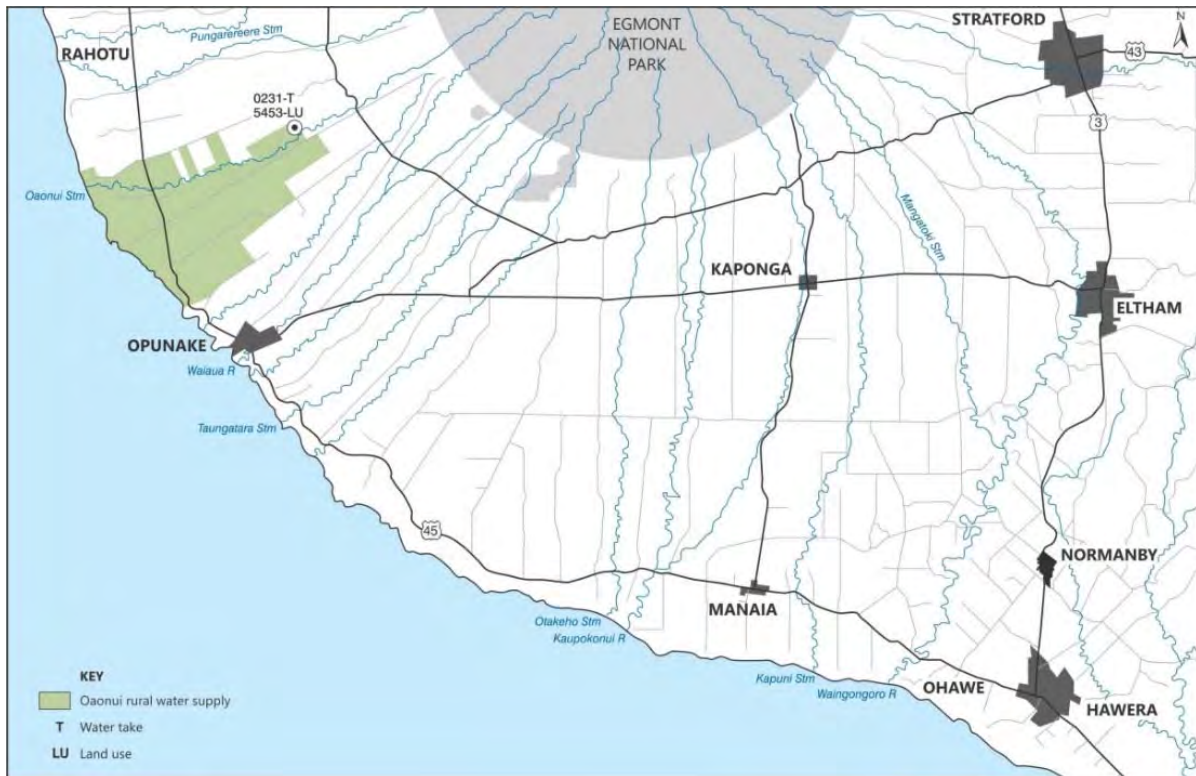 EGMONT
NATIONAL
PARK
STRATFORD
N
43
Pungarereere Stm
RAHOTU
0231-T
5453-LU
3
Oaonui Stm
Mangatoki Stm
KAPONGA
ELTHAM
OPUNAKE
Waiaua R
Taungatara Stm
45
NORMANBY
MANAIA
Otakeho Stm
Kaupokonui R
Kapuni Stm
Waingongoro R
OHAWE
HAWERA
KEY
Oaonui rural water supply
T Water take
LU Land use